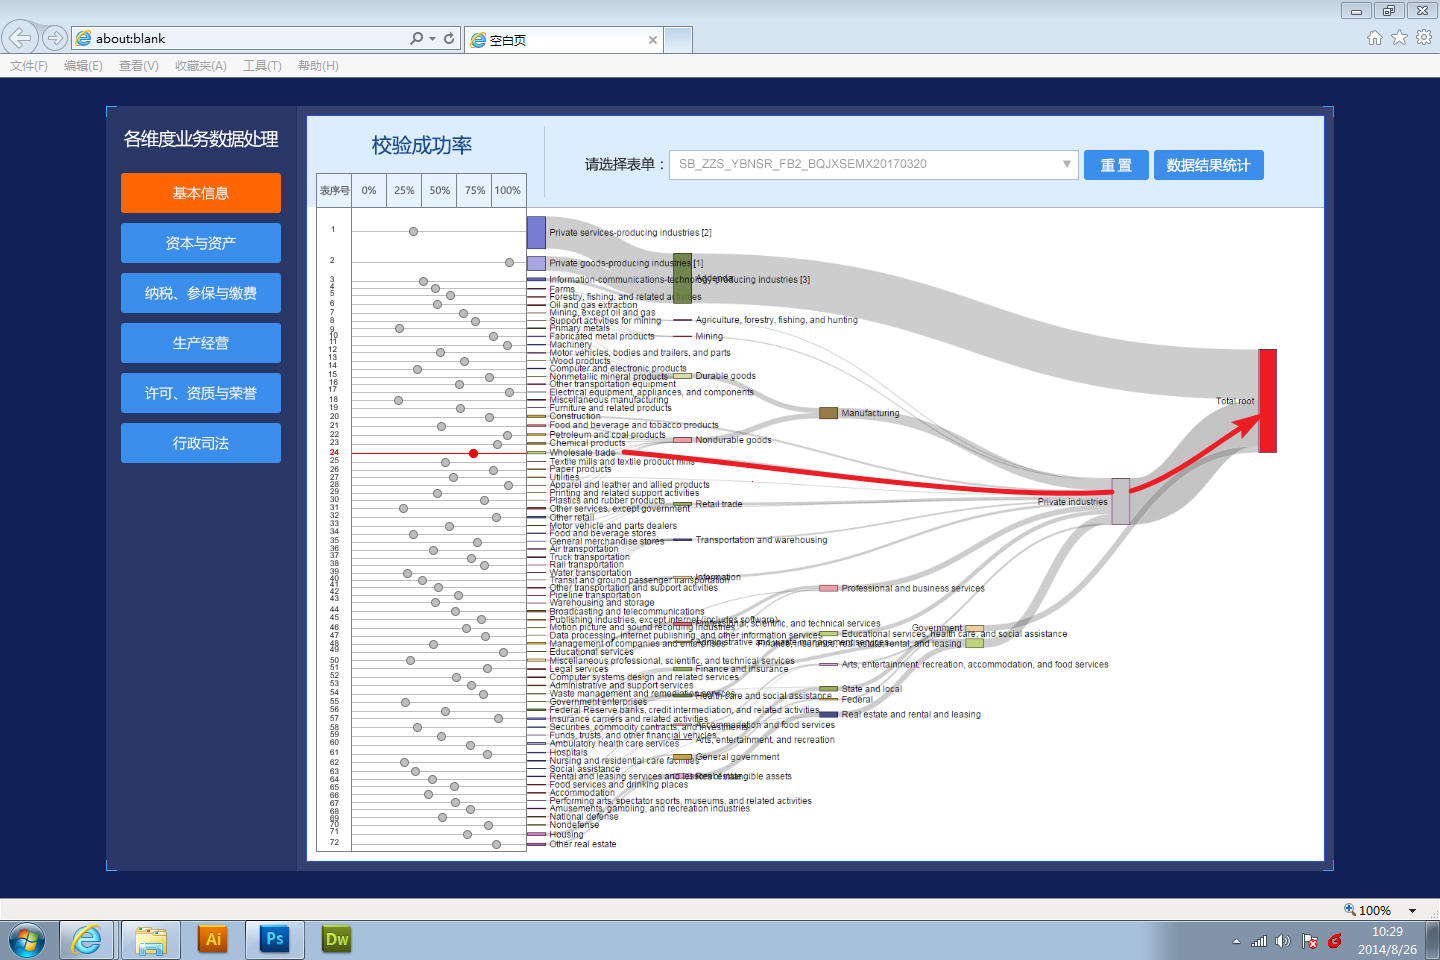 about:blank
空白页
文件(F) 编辑(E) 查看(V) 收藏夹(A) 工具(T) 帮助(H)
各维度业务数据处理
基本信息
资本与资产
纳税、参保与缴费
生产经营
许可、资质与荣誉
行政司法
校验成功率
请选择表单：
SB_ZZS_YBNSR_FB2_BQJXSEMX20170320
重 置
数据结果统计
表序号 0% 25% 50% 75% 100%
1 Private services-producing industries [2]
2 Private goods-producing industries [1]
3 Information-communications-technology-producing industries [3]
4 Farms
5 Forestry, fishing, and related activities
6 Oil and gas extraction
7 Mining, except oil and gas
8 Support activities for mining
9 Primary metals
10 Fabricated metal products
11 Machinery
12 Motor vehicles, bodies and trailers, and parts
13 Wood products
14 Computer and electronic products
15 Nonmetallic mineral products
16 Other transportation equipment
17 Electrical equipment, appliances, and components
18 Miscellaneous manufacturing
19 Furniture and related products
20 Construction
21 Food and beverage and tobacco products
22 Petroleum and coal products
23 Chemical products
24 Wholesale trade
25 Textile mills and textile product mills
26 Paper products
27 Utilities
28 Apparel and leather and allied products
29 Printing and related support activities
30 Plastics and rubber products
31 Other services, except government
32 Other retail
33 Motor vehicle and parts dealers
34 Food and beverage stores
35 General merchandise stores
36 Air transportation
37 Truck transportation
38 Rail transportation
39 Water transportation
40 Transit and ground passenger transportation
41 Other transportation and support activities
42 Pipeline transportation
43 Warehousing and storage
44 Broadcasting and telecommunications
45 Publishing industries, except internet (includes software)
46 Motion picture and sound recording industries
47 Data processing, internet publishing, and other information services
48 Management of companies and enterprises
49 Educational services
50 Miscellaneous professional, scientific, and technical services
51 Legal services
52 Computer systems design and related services
53 Administrative and support services
54 Waste management and remediation services
55 Government enterprises
56 Federal Reserve banks, credit intermediation, and related activities
57 Insurance carriers and related activities
58 Securities, commodity contracts, and investments
59 Funds, trusts, and other financial vehicles
60 Ambulatory health care services
61 Hospitals
62 Nursing and residential care facilities
63 Social assistance
64 Rental and leasing services and lessors of intangible assets
65 Food services and drinking places
66 Accommodation
67 Performing arts, spectator sports, museums, and related activities
68 Amusements, gambling, and recreation industries
69 National defense
70 Nondefense
71 Housing
72 Other real estate
Agriculture, forestry, fishing, and hunting
Mining
Durable goods
Nondurable goods
Retail trade
Transportation and warehousing
Information
Professional, scientific, and technical services
Administrative and waste management services
Finance and insurance
Health care and social assistance
Accommodation and food services
Arts, entertainment, and recreation
General government
Real estate
Manufacturing
Professional and business services
Educational services, health care, and social assistance
Finance, insurance, real estate, rental, and leasing
Arts, entertainment, recreation, accommodation, and food services
State and local
Federal
Real estate and rental and leasing
Government
Private industries
Total root
100%
Ai
Ps
Dw
10:29
2014/8/26